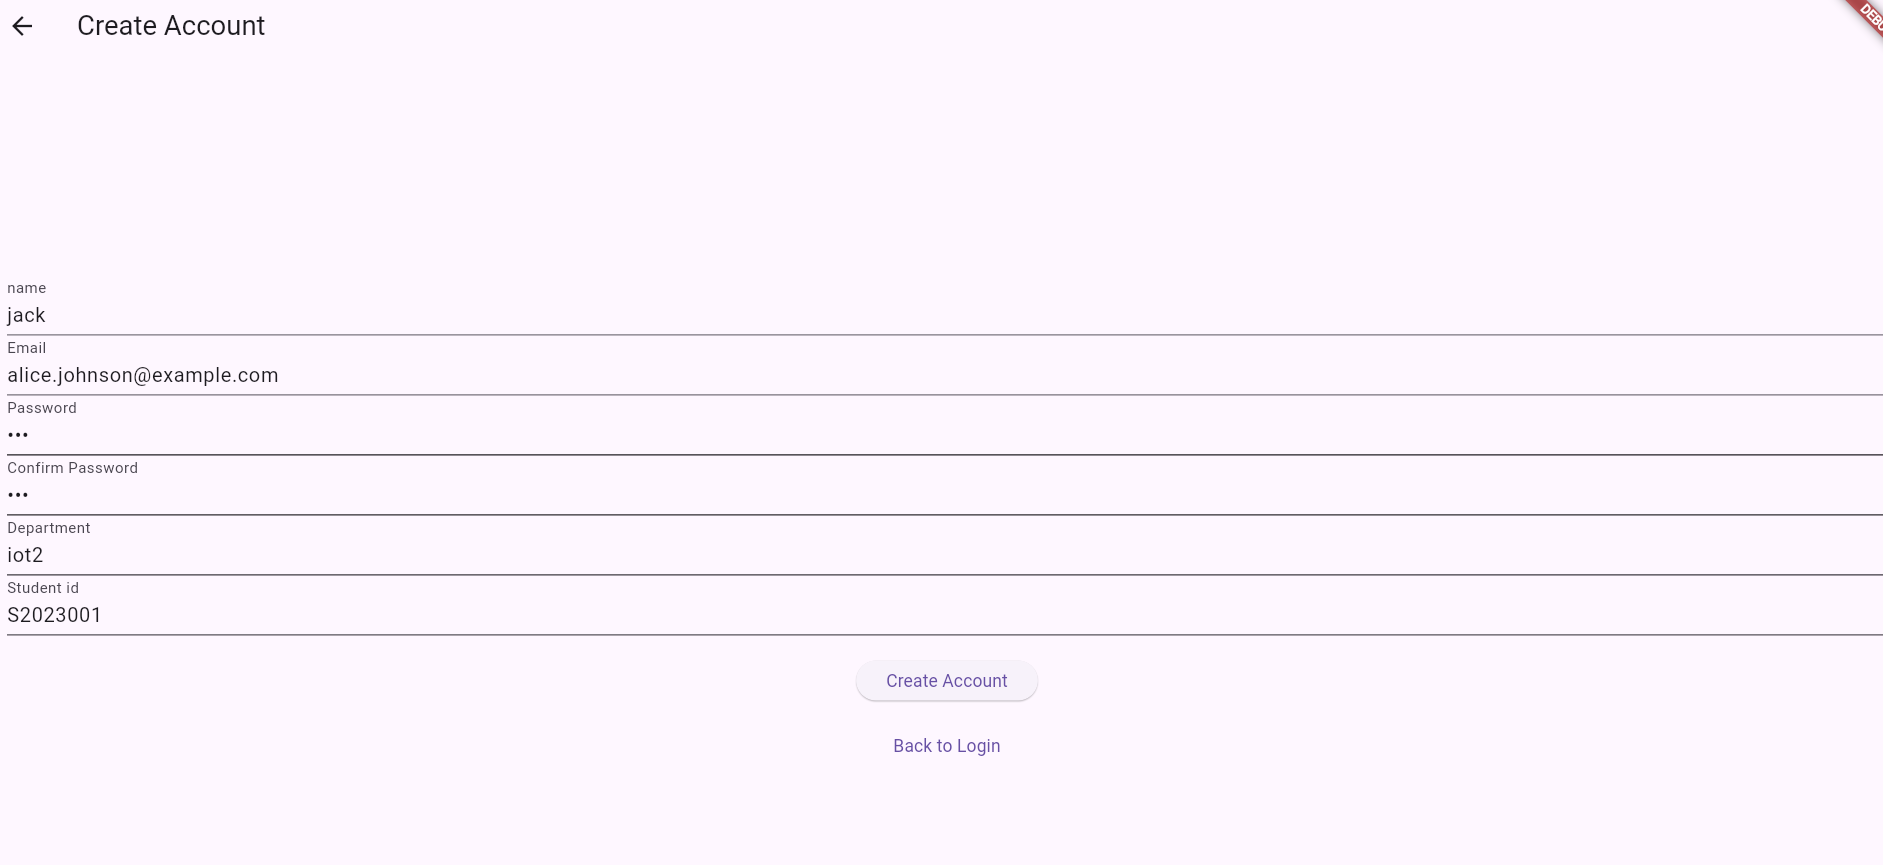 Create Account
name
jack
Email
alice.johnson@example.com
Password
•••
Confirm Password
•••
Department
iot2
Student id
S2023001
Create Account
Back to Login